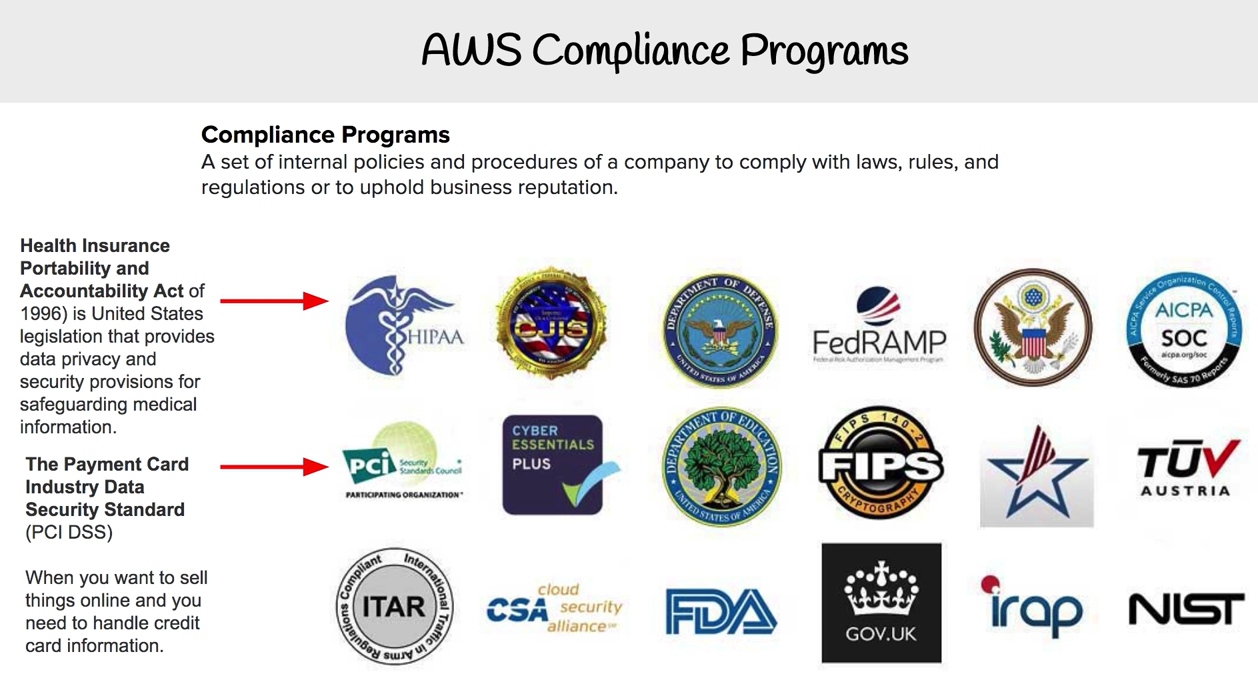 AWS Compliance Programs
Compliance Programs
A set of internal policies and procedures of a company to comply with laws, rules, and
regulations or to uphold business reputation.
Health Insurance
Portability and
Accountability Act of
1996) is United States
legislation that provides
data privacy and
security provisions for
safeguarding medical
information.
The Payment Card
Industry Data
Security Standard
(PCI DSS)
When you want to sell
things online and you
need to handle credit
card information.
HIPAA
CJIS
DEPARTMENT OF DEFENSE
UNITED STATES OF AMERICA
FedRAMP
Federal Risk Authorization Management Program
AICPA Service Organization Control Reports
AICPA
SOC
aicpa.org/soc
Formerly SAS 70 Reports
PCI Security
Standards Council
PARTICIPATING ORGANIZATION
CYBER
ESSENTIALS
PLUS
DEPARTMENT OF EDUCATION
UNITED STATES OF AMERICA
FIPS 140-2
FIPS
CRYPTOGRAPHY
TÜV
AUSTRIA
International Traffic in Arms Regulations Compliant
ITAR
CSA cloud
security
alliance
FDA
GOV.UK
irap
NIST